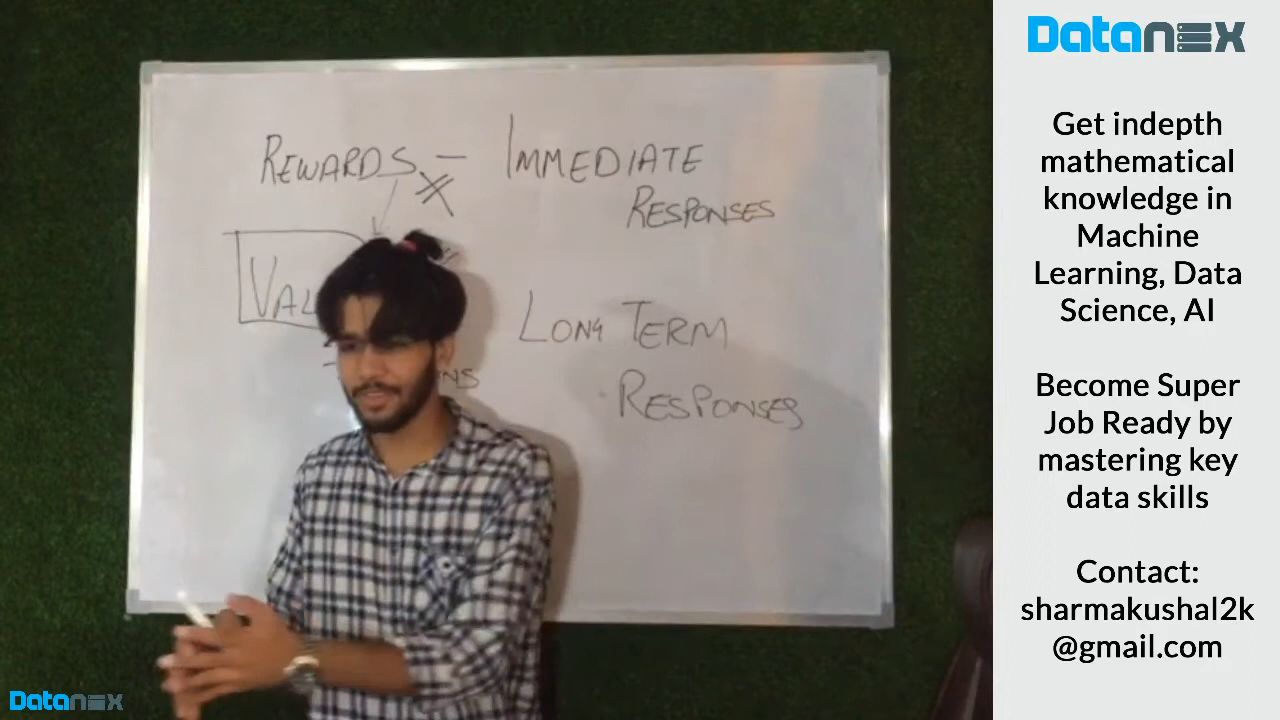 REWARDS - IMMEDIATE
RESPONSES
VAL
LONG TERM
RESPONSES
Datanex
Get indepth
mathematical
knowledge in
Machine
Learning, Data
Science, AI
Become Super
Job Ready by
mastering key
data skills
Contact:
sharmakushal2k
@gmail.com
Datanex